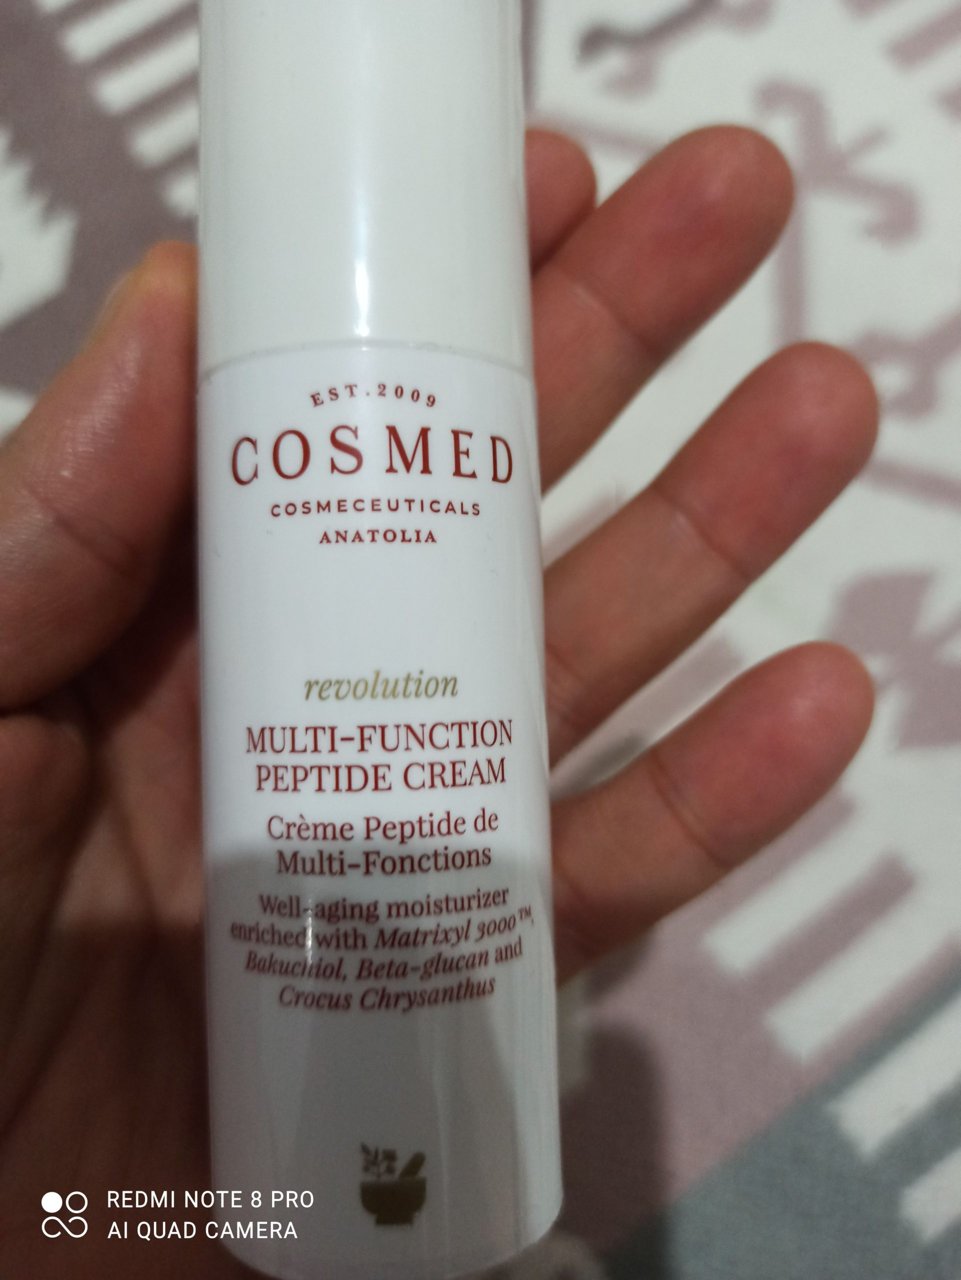 EST.2009
COSMED
COSMECEUTICALS
ANATOLIA
revolution
MULTI-FUNCTION
PEPTIDE CREAM
Crème Peptide de
Multi-Fonctions
Well-aging moisturizer
enriched with Matrixyl 3000™,
Bakuchiol, Beta-glucan and
Crocus Chrysanthus
REDMI NOTE 8 PRO
AI QUAD CAMERA